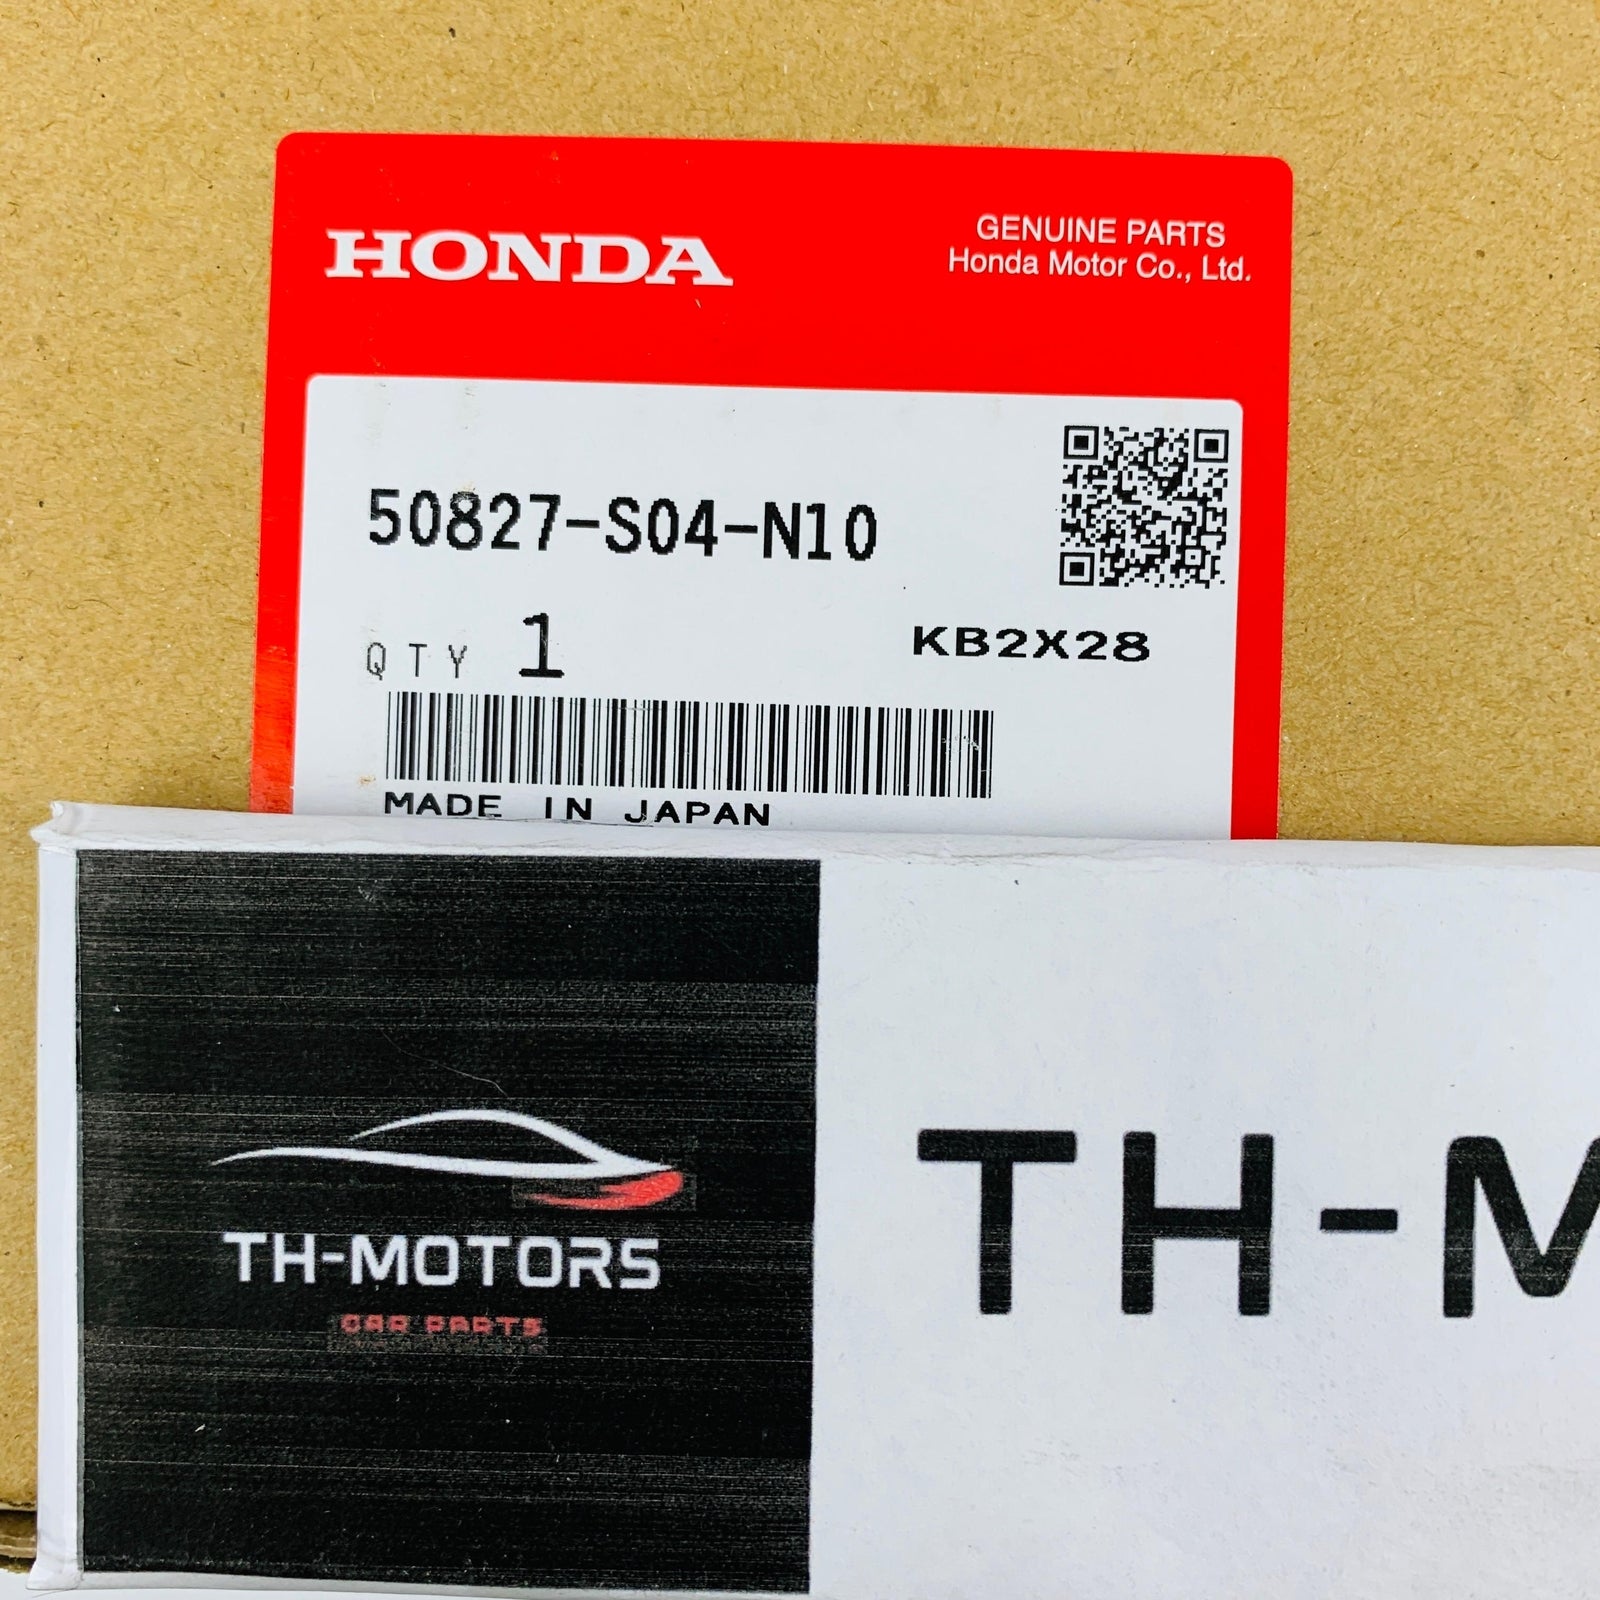 HONDA
GENUINE PARTS
Honda Motor Co., Ltd.
50827-S04-N10
QTY 1
KB2X28
MADE IN JAPAN
TH-MOTORS
CAR PARTS
TH-M